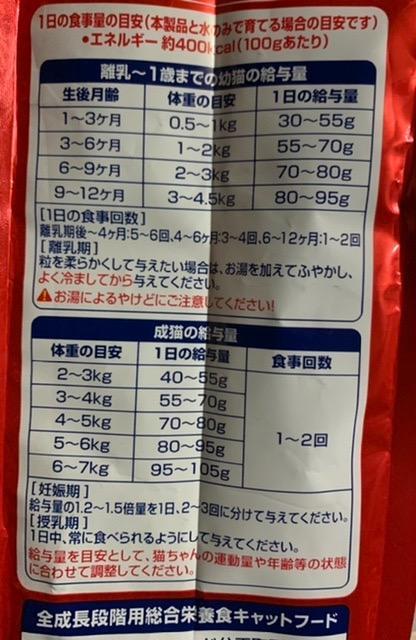 1日の食事量の目安(本製品と水のみで育てる場合の目安です)
●エネルギー 約400kcal(100gあたり)
離乳～1歳までの幼猫の給与量
生後月齢 体重の目安 1日の給与量
1～3ヶ月 0.5～1kg 30～55g
3～6ヶ月 1～2kg 55～70g
6～9ヶ月 2～3kg 70～80g
9～12ヶ月 3～4.5kg 80～95g
[1日の食事回数]
離乳期後～4ヶ月:5～6回、4～6ヶ月:3～4回、6～12ヶ月:1～2回
[離乳期]
粒を柔らかくして与えたい場合は、お湯を加えてふやかし、
よく冷ましてから与えてください。
⚠お湯によるやけどにご注意してください!
成猫の給与量
体重の目安 1日の給与量 食事回数
2～3kg 40～55g
3～4kg 55～70g
4～5kg 70～80g 1～2回
5～6kg 80～95g
6～7kg 95～105g
[妊娠期]
給与量の1.2～1.5倍量を1日、2～3回に分けて与えてください。
[授乳期]
1日中、常に食べられるようにして与えてください。
給与量を目安として、猫ちゃんの運動量や年齢等の状態
に合わせて調整してください。
全成長段階用総合栄養食キャットフード